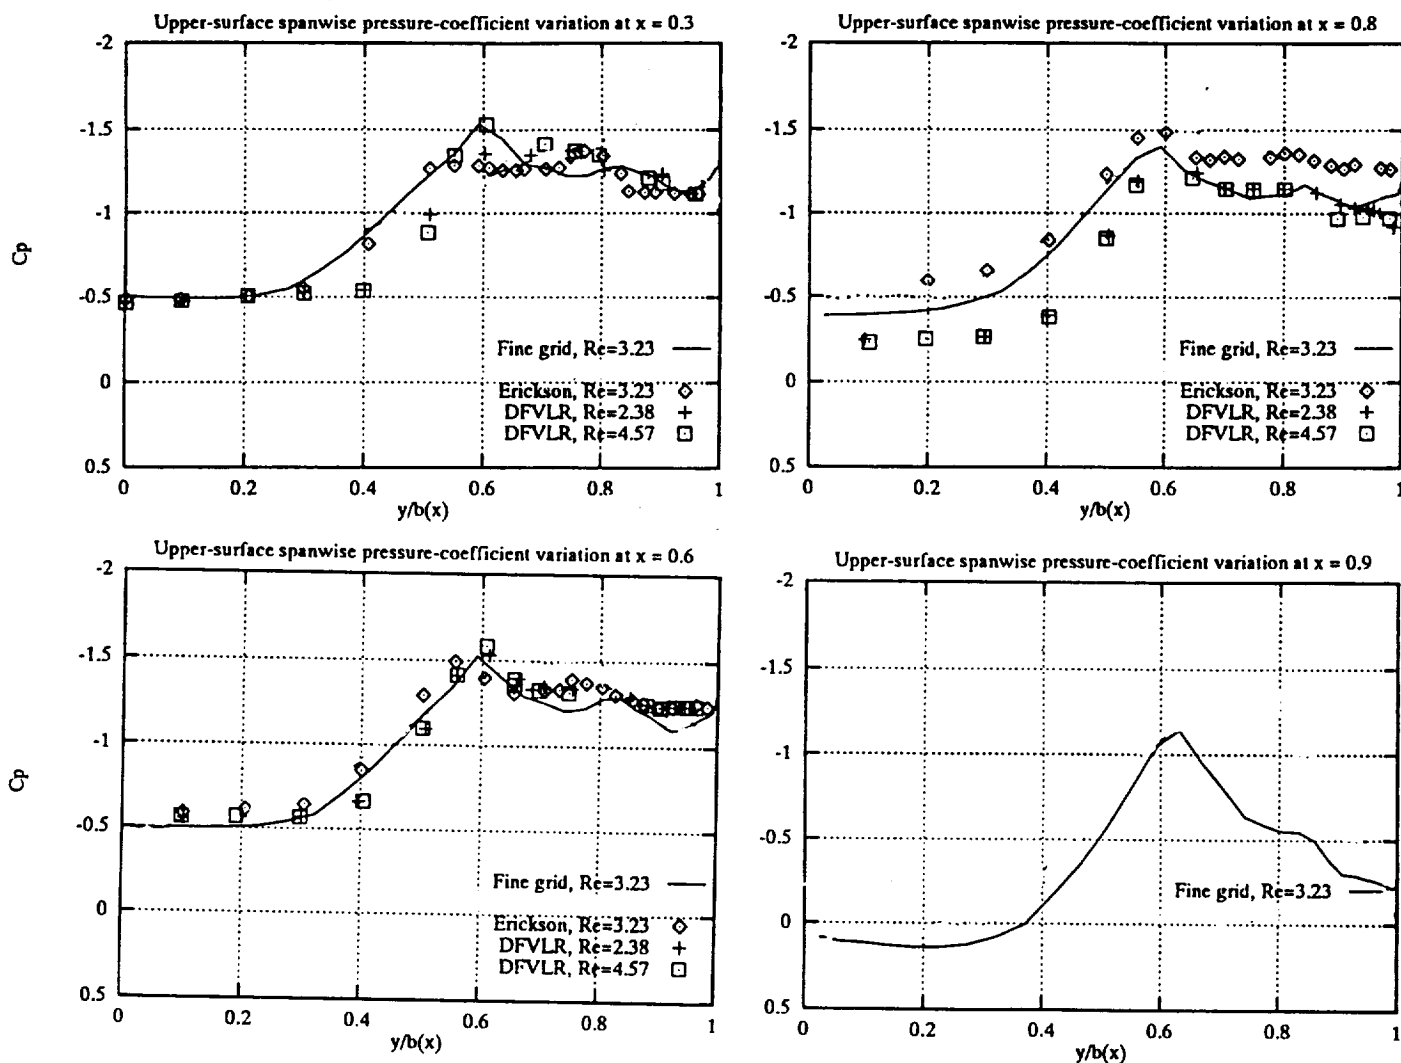 Upper-surface spanwise pressure-coefficient variation at x = 0.3
-2
-1.5
-1
-0.5
0
0.5
Cp
Fine grid, Re=3.23
Erickson, Re=3.23
DFVLR, Re=2.38
DFVLR, Re=4.57
0 0.2 0.4 0.6 0.8 1
y/b(x)
Upper-surface spanwise pressure-coefficient variation at x = 0.8
-2
-1.5
-1
-0.5
0
0.5
Fine grid, Re=3.23
Erickson, Re=3.23
DFVLR, Re=2.38
DFVLR, Re=4.57
0 0.2 0.4 0.6 0.8 1
y/b(x)
Upper-surface spanwise pressure-coefficient variation at x = 0.6
-2
-1.5
-1
-0.5
0
0.5
Cp
Fine grid, Re=3.23
Erickson, Re=3.23
DFVLR, Re=2.38
DFVLR, Re=4.57
0 0.2 0.4 0.6 0.8 1
y/b(x)
Upper-surface spanwise pressure-coefficient variation at x = 0.9
-2
-1.5
-1
-0.5
0
0.5
Fine grid, Re=3.23
0 0.2 0.4 0.6 0.8 1
y/b(x)